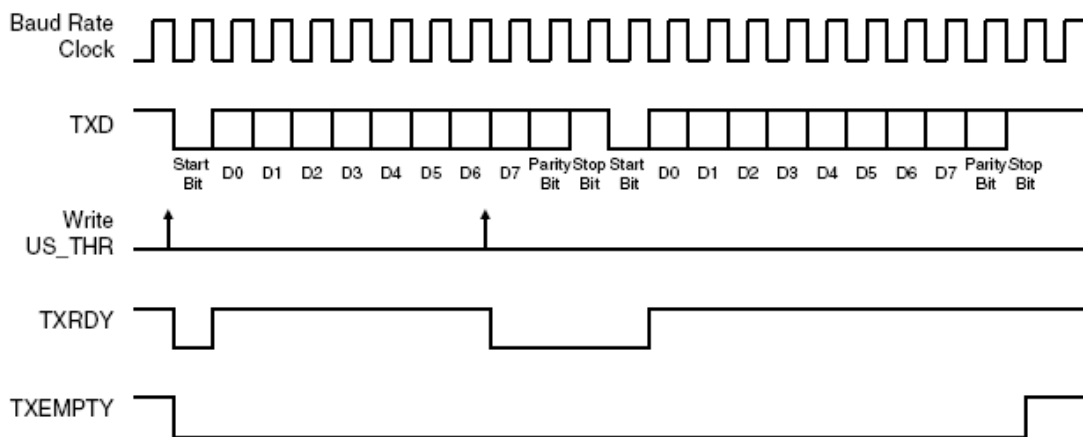 Baud Rate
Clock
TXD
Start
Bit
D0 D1 D2 D3 D4 D5 D6 D7
Parity
Bit
Stop
Bit
Start
Bit
D0 D1 D2 D3 D4 D5 D6 D7
Parity
Bit
Stop
Bit
Write
US_THR
TXRDY
TXEMPTY